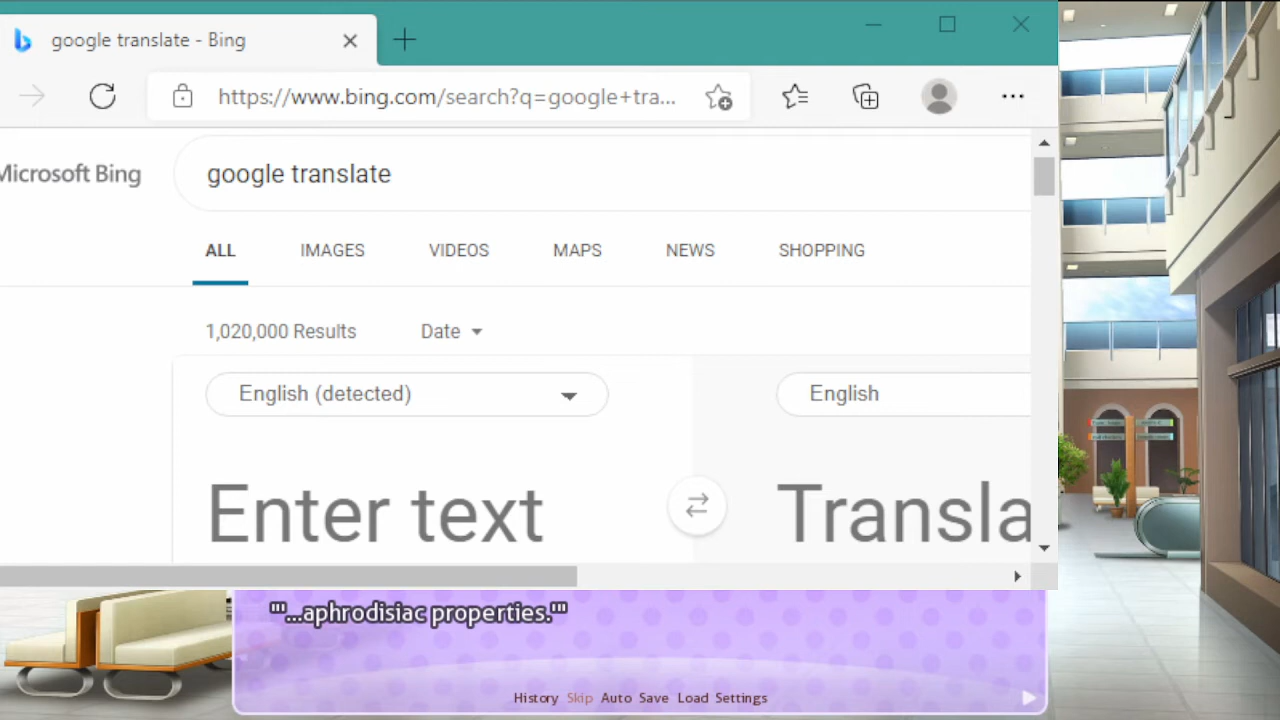 google translate - Bing
https://www.bing.com/search?q=google+tra...
Microsoft Bing
google translate
ALL IMAGES VIDEOS MAPS NEWS SHOPPING
1,020,000 Results Date
English (detected) English
Enter text Transla
"'...aphrodisiac properties.'"
History Skip Auto Save Load Settings